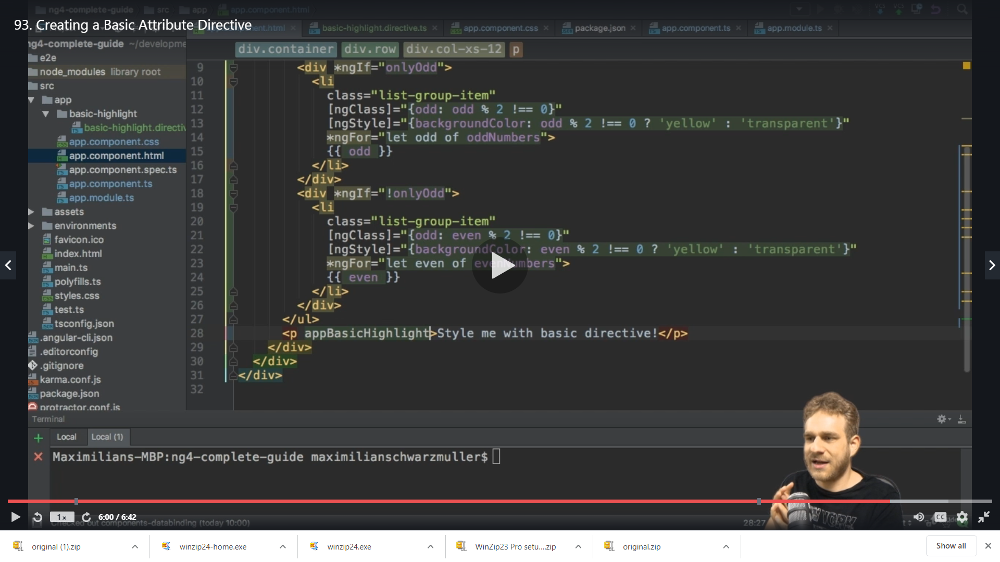 ng4-complete-guide src app app.component.html
93. Creating a Basic Attribute Directive
basic-highlight.directive.ts app.component.css package.json app.component.ts app.module.ts
ng4-complete-guide ~/developme
e2e
node_modules library root
src
app
basic-highlight
basic-highlight.directiv
app.component.css
app.component.html
app.component.spec.ts
app.component.ts
app.module.ts
assets
environments
favicon.ico
index.html
main.ts
polyfills.ts
styles.css
test.ts
tsconfig.json
.angular-cli.json
.editorconfig
.gitignore
karma.conf.js
package.json
protractor.conf.js
div.container div.row div.col-xs-12 p
9 <div *ngIf="onlyOdd">
10 <li
11 class="list-group-item"
12 [ngClass]="{odd: odd % 2 !== 0}"
13 [ngStyle]="{backgroundColor: odd % 2 !== 0 ? 'yellow' : 'transparent'}"
14 *ngFor="let odd of oddNumbers">
15 {{ odd }}
16 </li>
17 </div>
18 <div *ngIf="!onlyOdd">
19 <li
20 class="list-group-item"
21 [ngClass]="{odd: even % 2 !== 0}"
22 [ngStyle]="{backgroundColor: even % 2 !== 0 ? 'yellow' : 'transparent'}"
23 *ngFor="let even of evenNumbers">
24 {{ even }}
25 </li>
26 </div>
27 </ul>
28 <p appBasicHighlight>Style me with basic directive!</p>
29 </div>
30 </div>
31 </div>
32
Terminal
Local Local (1)
Maximilians-MBP:ng4-complete-guide maximilianschwarzmuller$
1x 6:00 / 6:42 CC
Checked out components-databinding (today 10:00) 28:27
original (1).zip winzip24-home.exe winzip24.exe WinZip23 Pro setu....zip original.zip Show all